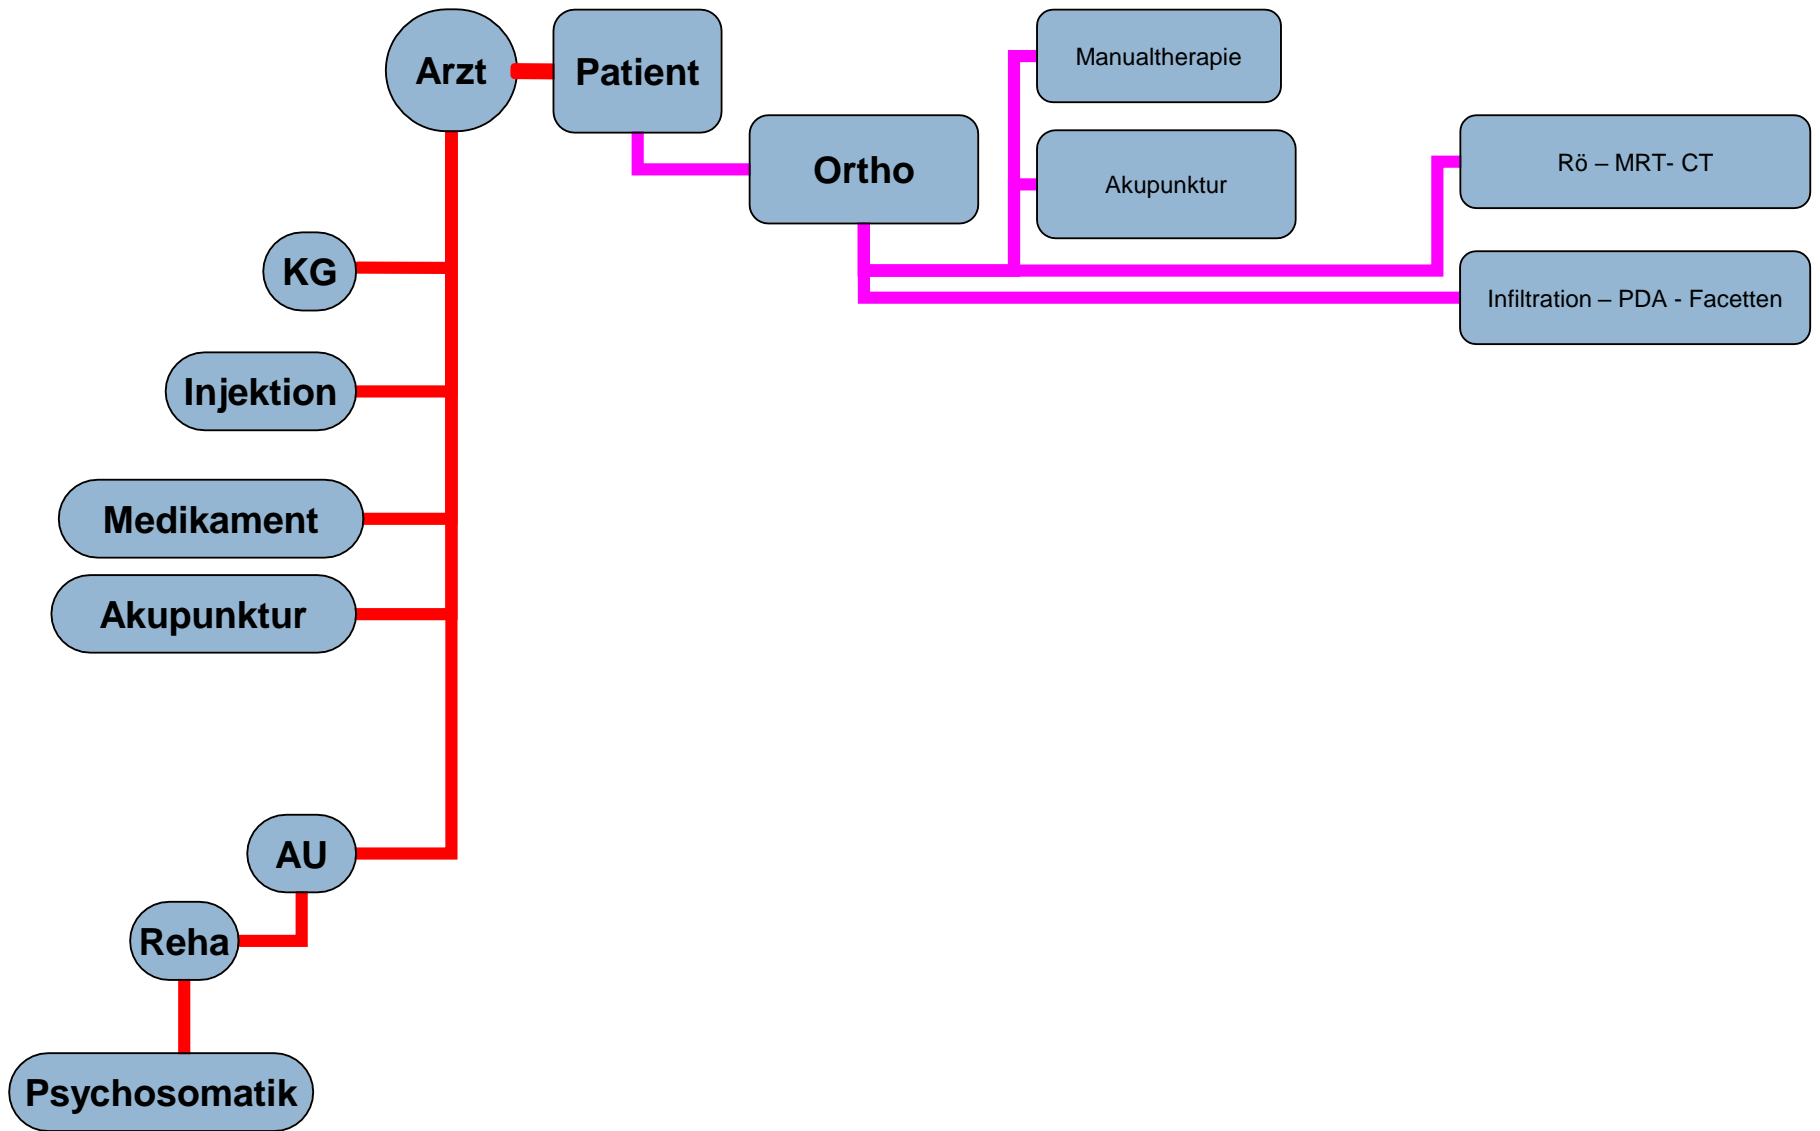 Arzt
Patient
Manualtherapie
Ortho
Akupunktur
Rö – MRT- CT
KG
Infiltration – PDA - Facetten
Injektion
Medikament
Akupunktur
AU
Reha
Psychosomatik